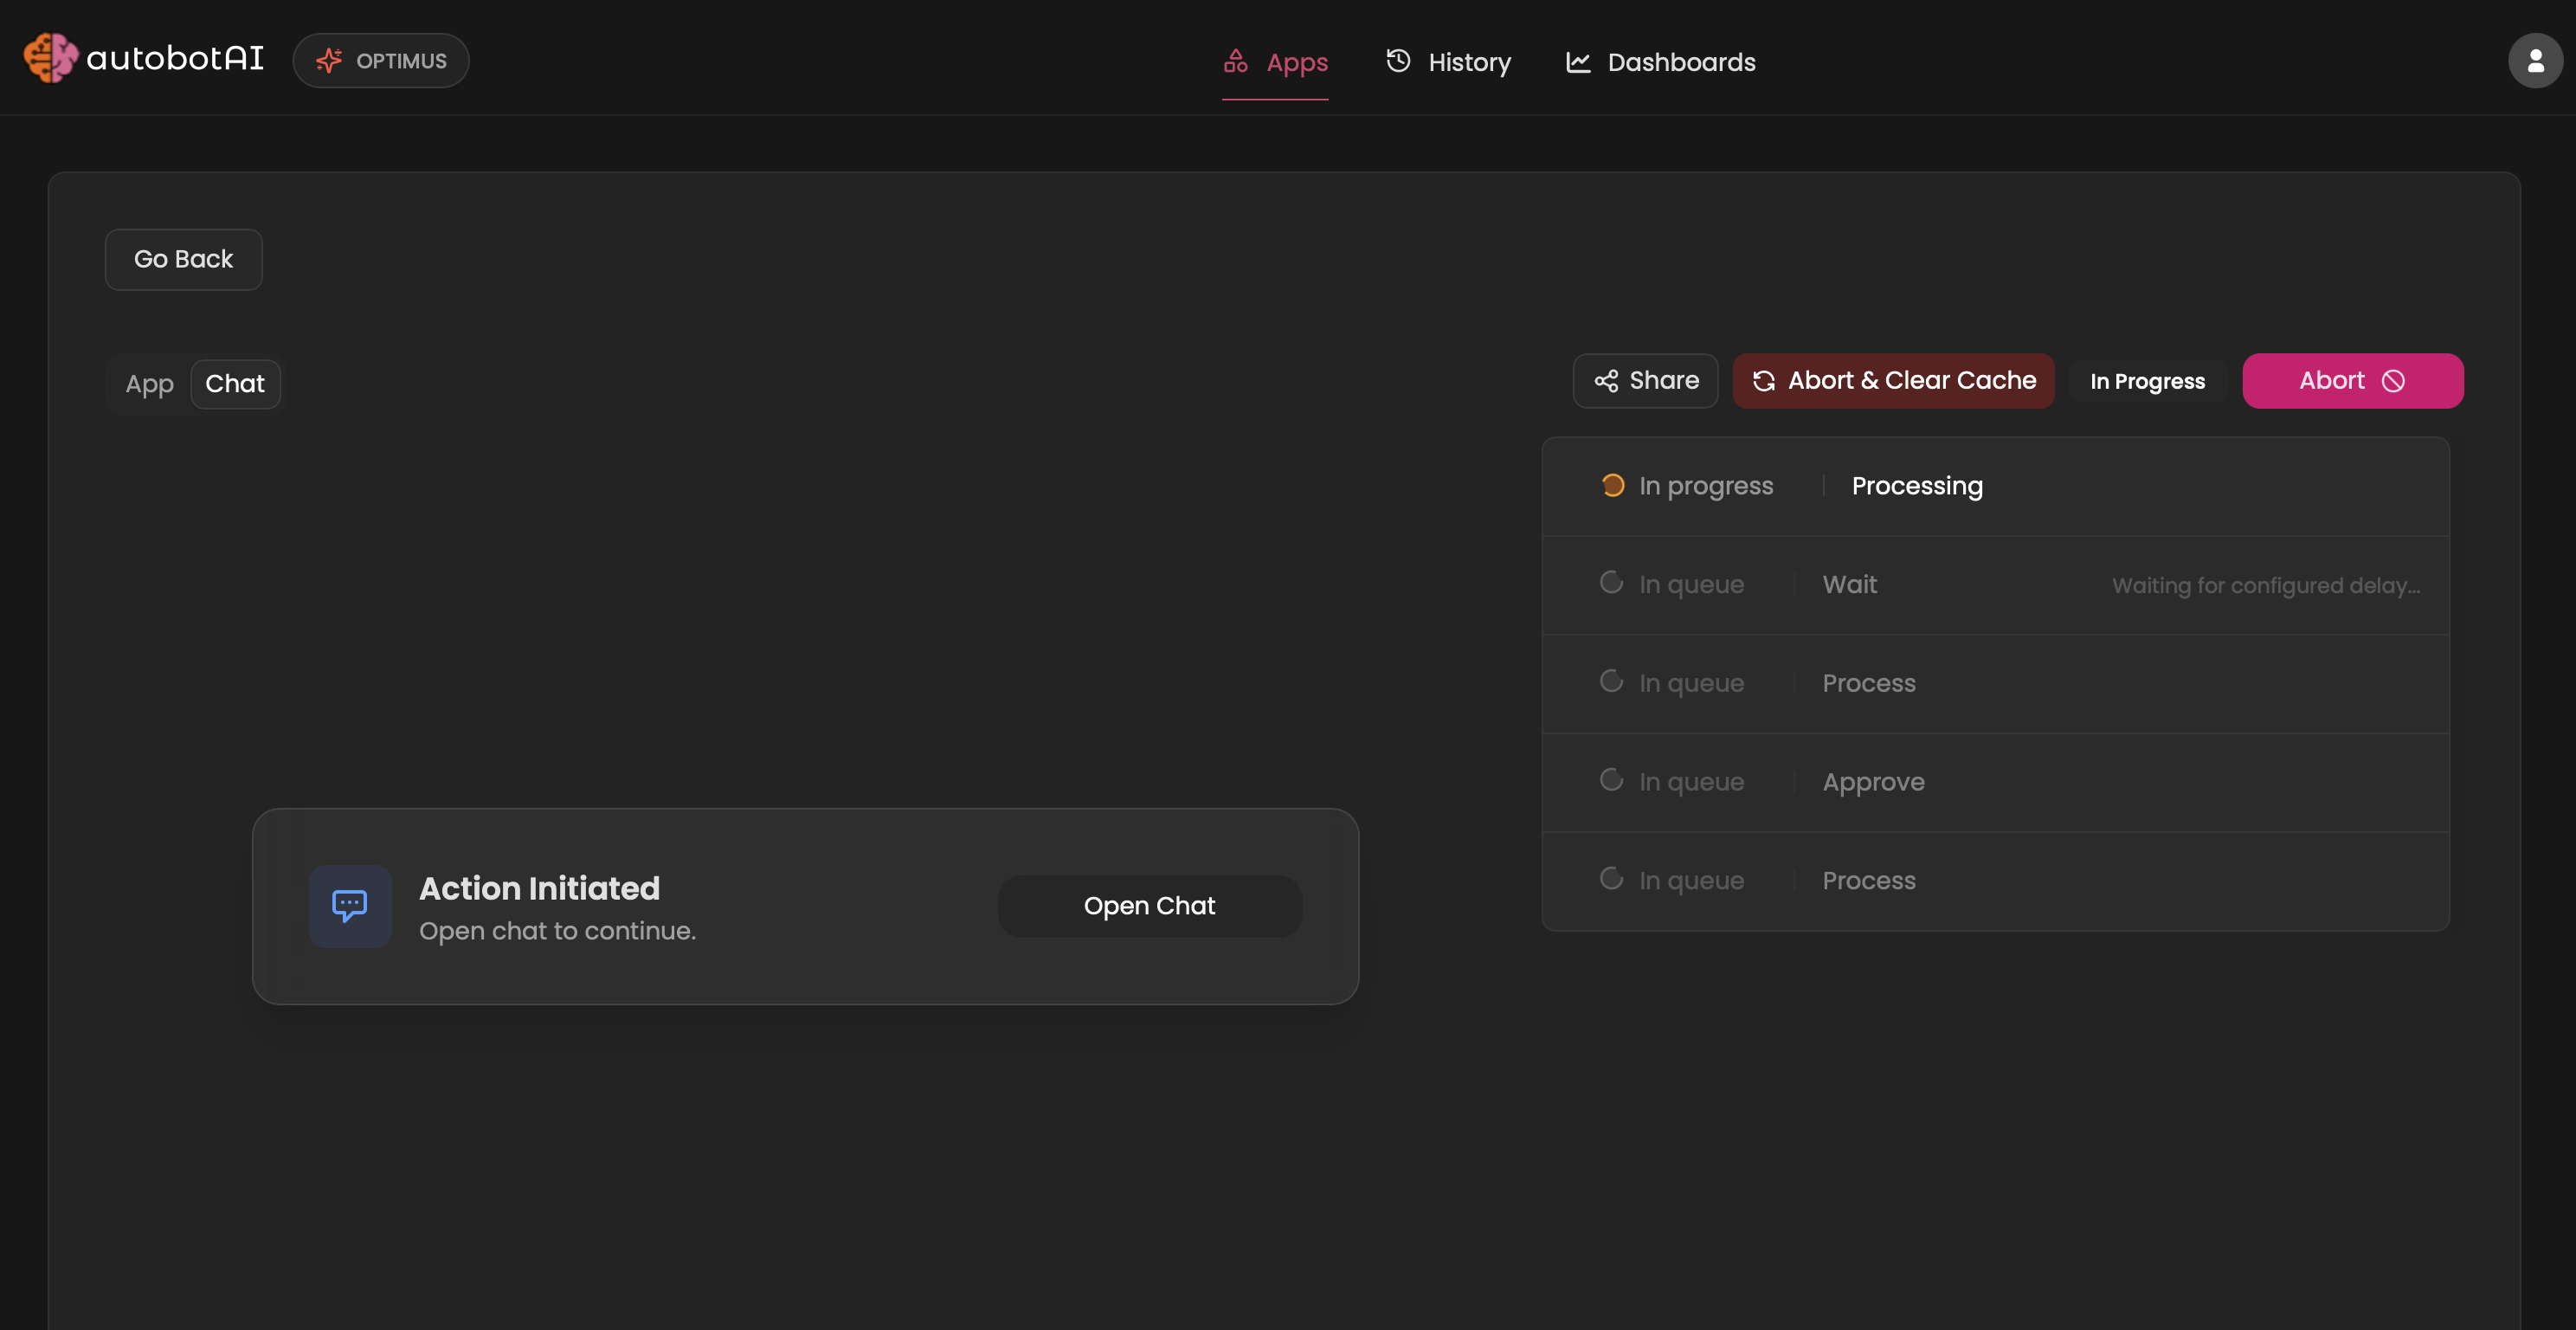 autobotAI
OPTIMUS
Apps
History
Dashboards
Go Back
App
Chat
Share
Abort & Clear Cache
In Progress
Abort
In progress
Processing
In queue
Wait
Waiting for configured delay...
In queue
Process
In queue
Approve
In queue
Process
Action Initiated
Open chat to continue.
Open Chat